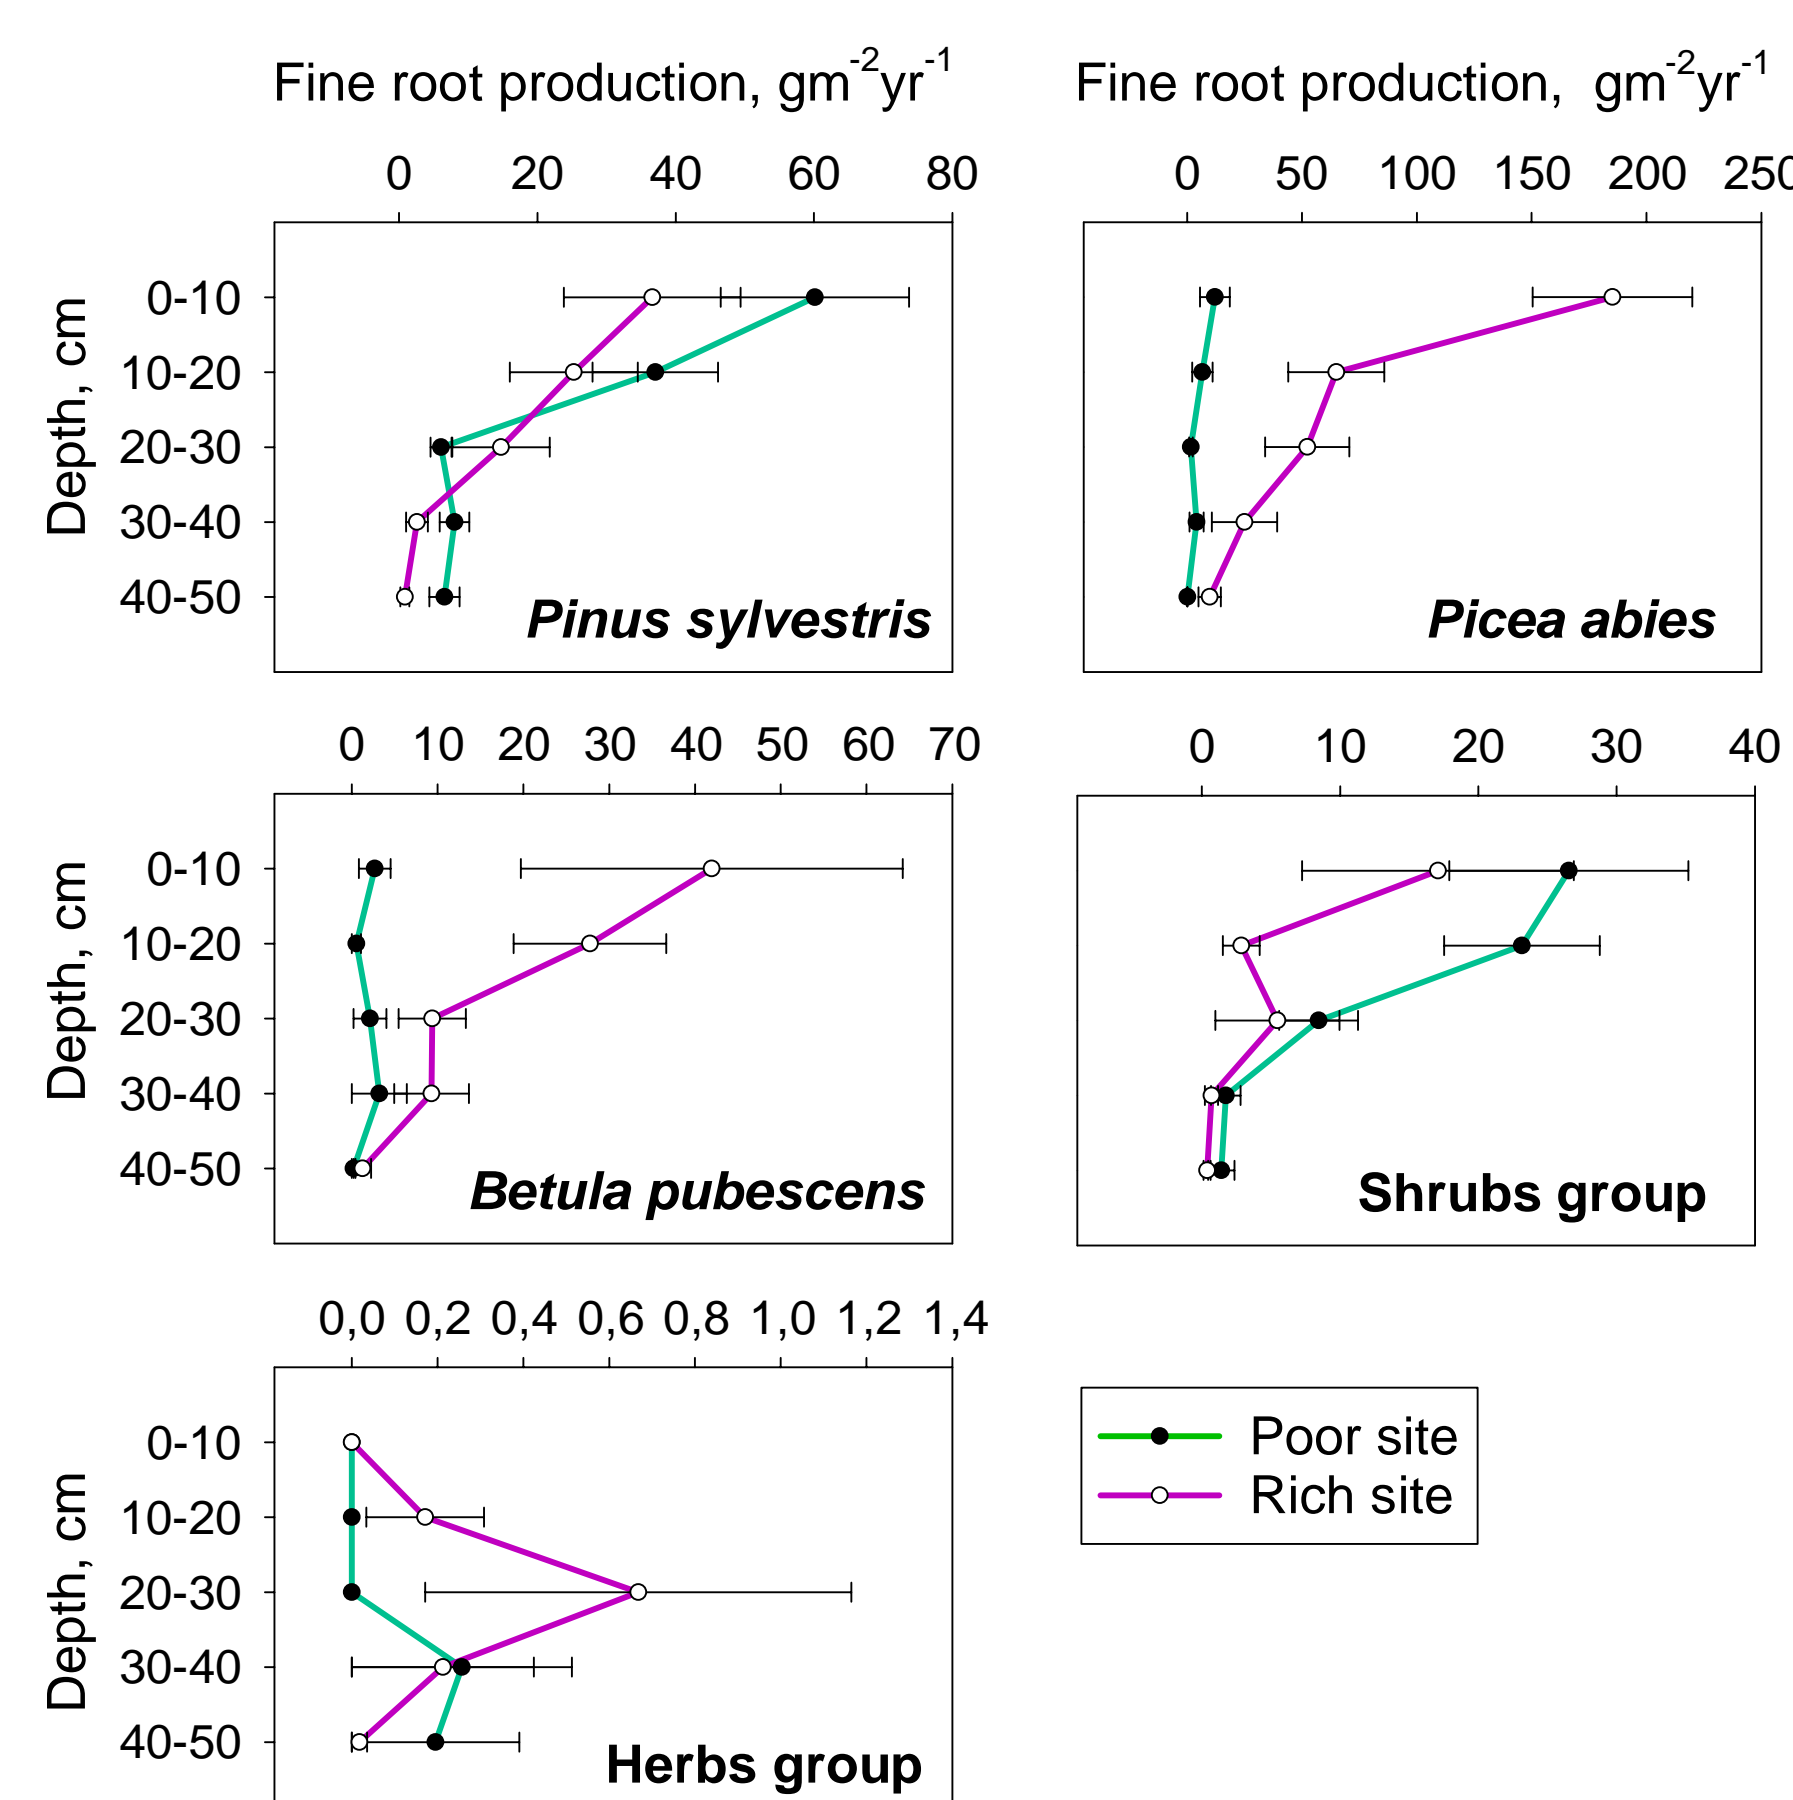 Fine root production, gm-2yr-1
Fine root production, gm-2yr-1
0 20 40 60 80
0 50 100 150 200 250
Depth, cm
0-10
10-20
20-30
30-40
40-50
Pinus sylvestris
Picea abies
0 10 20 30 40 50 60 70
0 10 20 30 40
Depth, cm
0-10
10-20
20-30
30-40
40-50
Betula pubescens
Shrubs group
0,0 0,2 0,4 0,6 0,8 1,0 1,2 1,4
Depth, cm
0-10
10-20
20-30
30-40
40-50
Herbs group
Poor site
Rich site